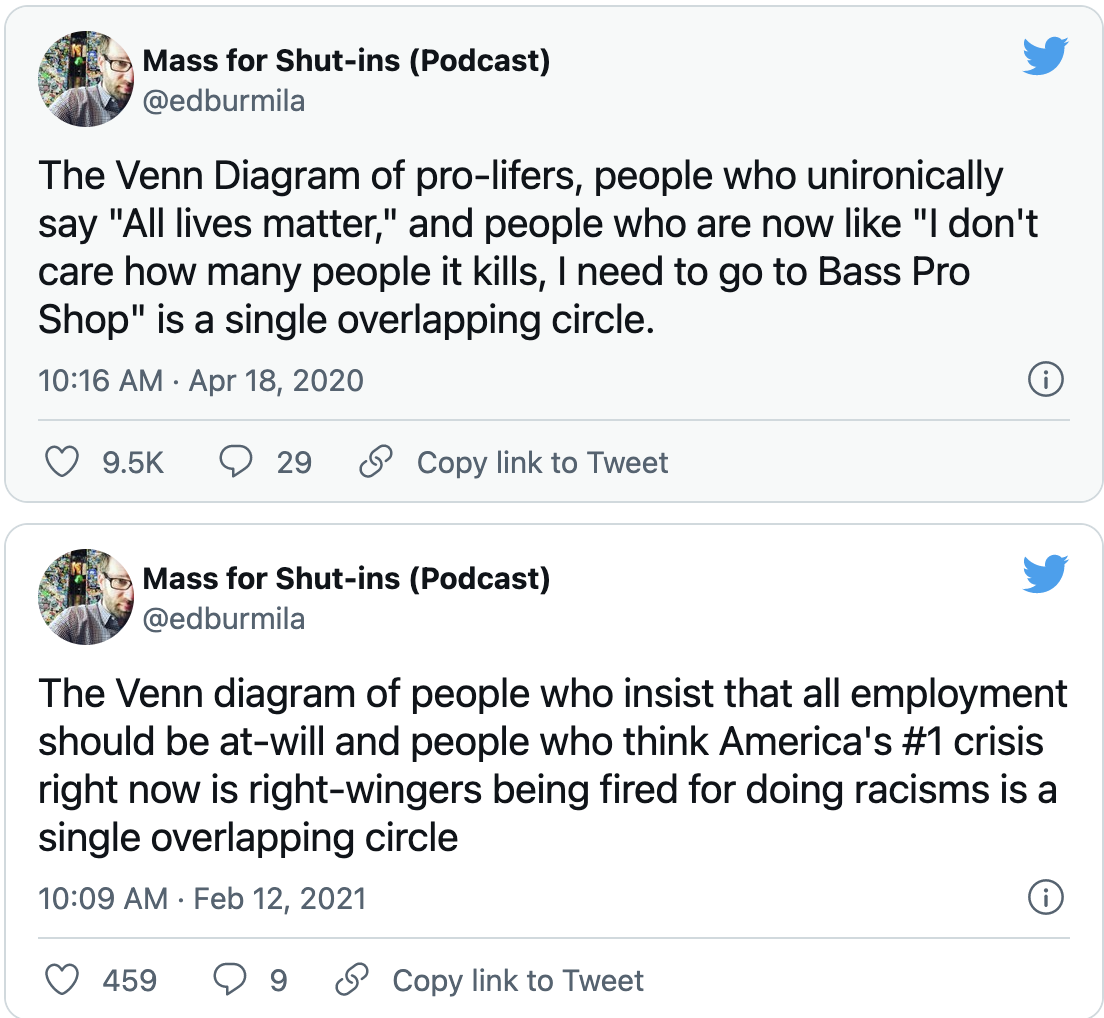 Mass for Shut-ins (Podcast)
@edburmila
The Venn Diagram of pro-lifers, people who unironically
say "All lives matter," and people who are now like "I don't
care how many people it kills, I need to go to Bass Pro
Shop" is a single overlapping circle.
10:16 AM · Apr 18, 2020
9.5K 29 Copy link to Tweet
Mass for Shut-ins (Podcast)
@edburmila
The Venn diagram of people who insist that all employment
should be at-will and people who think America's #1 crisis
right now is right-wingers being fired for doing racisms is a
single overlapping circle
10:09 AM · Feb 12, 2021
459 9 Copy link to Tweet